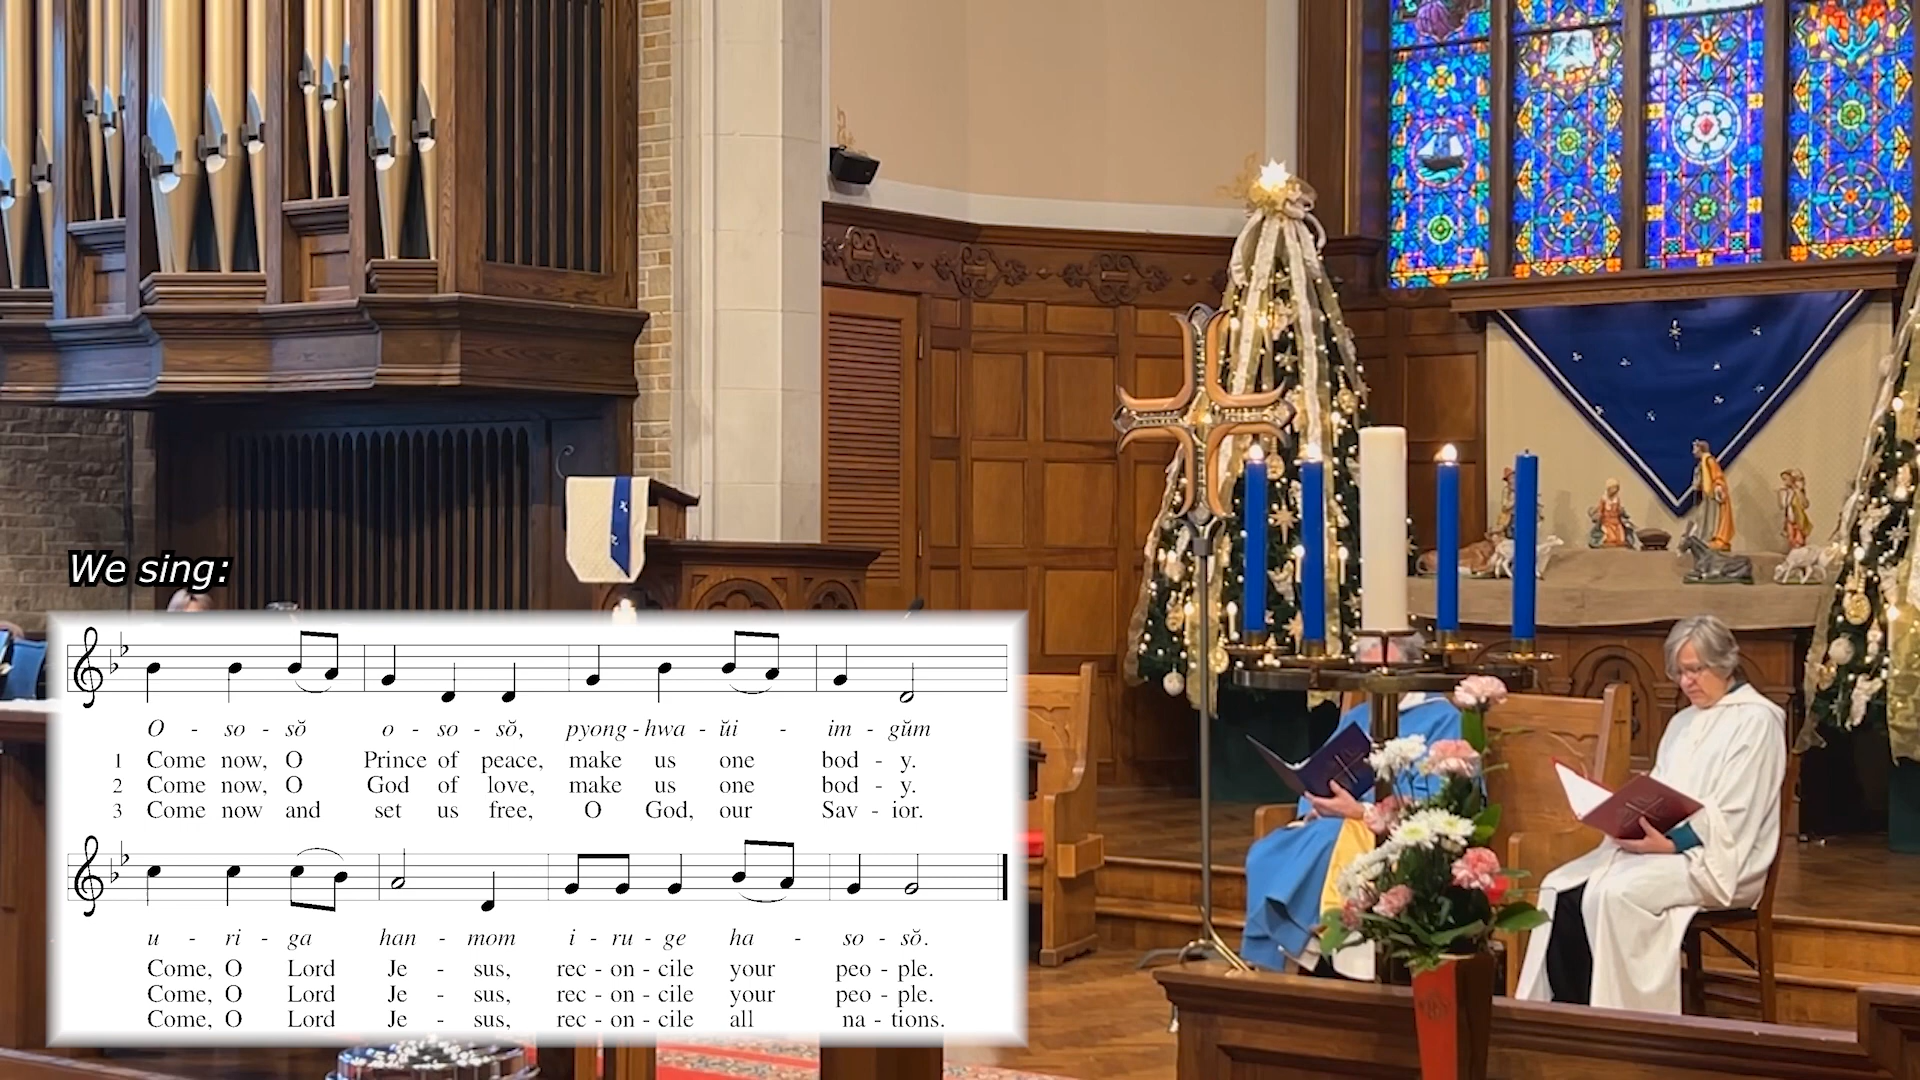 We sing:
O - so - sŏ o - so - sŏ, pyong - hwa - ŭi - im - gŭm
1 Come now, O Prince of peace, make us one bod - y.
2 Come now, O God of love, make us one bod - y.
3 Come now and set us free, O God, our Sav - ior.
u - ri - ga han - mom i - ru - ge ha - so - sŏ.
Come, O Lord Je - sus, rec - on - cile your peo - ple.
Come, O Lord Je - sus, rec - on - cile your peo - ple.
Come, O Lord Je - sus, rec - on - cile all na - tions.